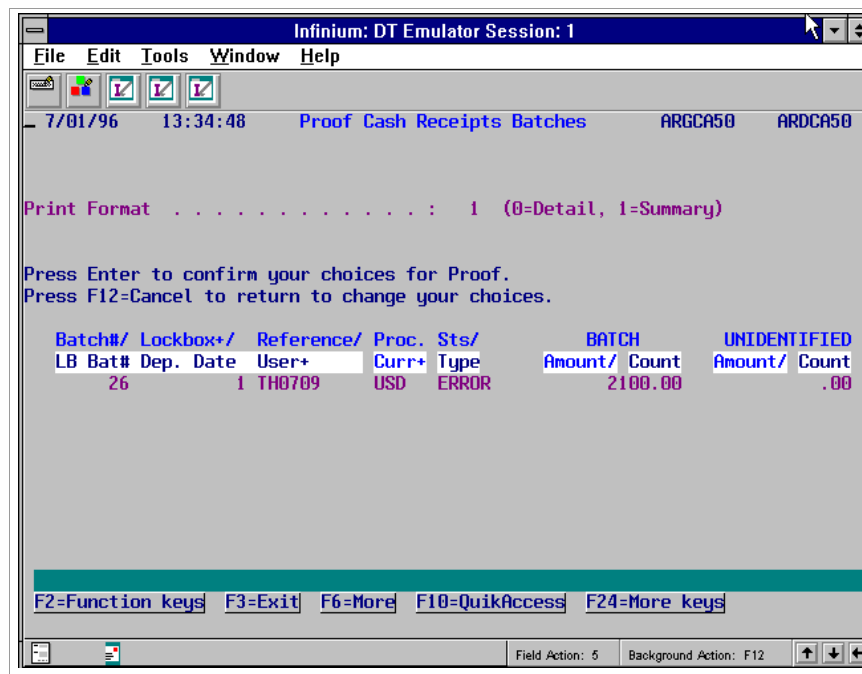 Infinium: DT Emulator Session: 1
File Edit Tools Window Help
7/01/96 13:34:48 Proof Cash Receipts Batches ARGCA50 ARDCA50
Print Format . . . . . . . . . . . . . : 1 (0=Detail, 1=Summary)
Press Enter to confirm your choices for Proof.
Press F12=Cancel to return to change your choices.
Batch#/ Lockbox+/ Reference/ Proc. Sts/ BATCH UNIDENTIFIED
LB Bat# Dep. Date User+ Curr+ Type Amount/ Count Amount/ Count
26 1 TH0709 USD ERROR 2100.00 .00
F2=Function keys F3=Exit F6=More F10=QuikAccess F24=More keys
Field Action: 5 Background Action: F12